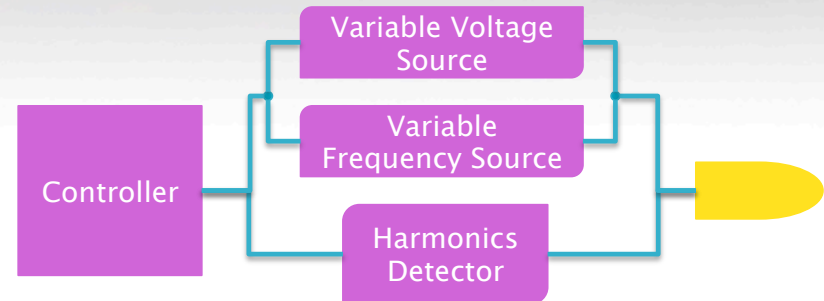 Variable Voltage
Source
Variable
Frequency Source
Controller
Harmonics
Detector